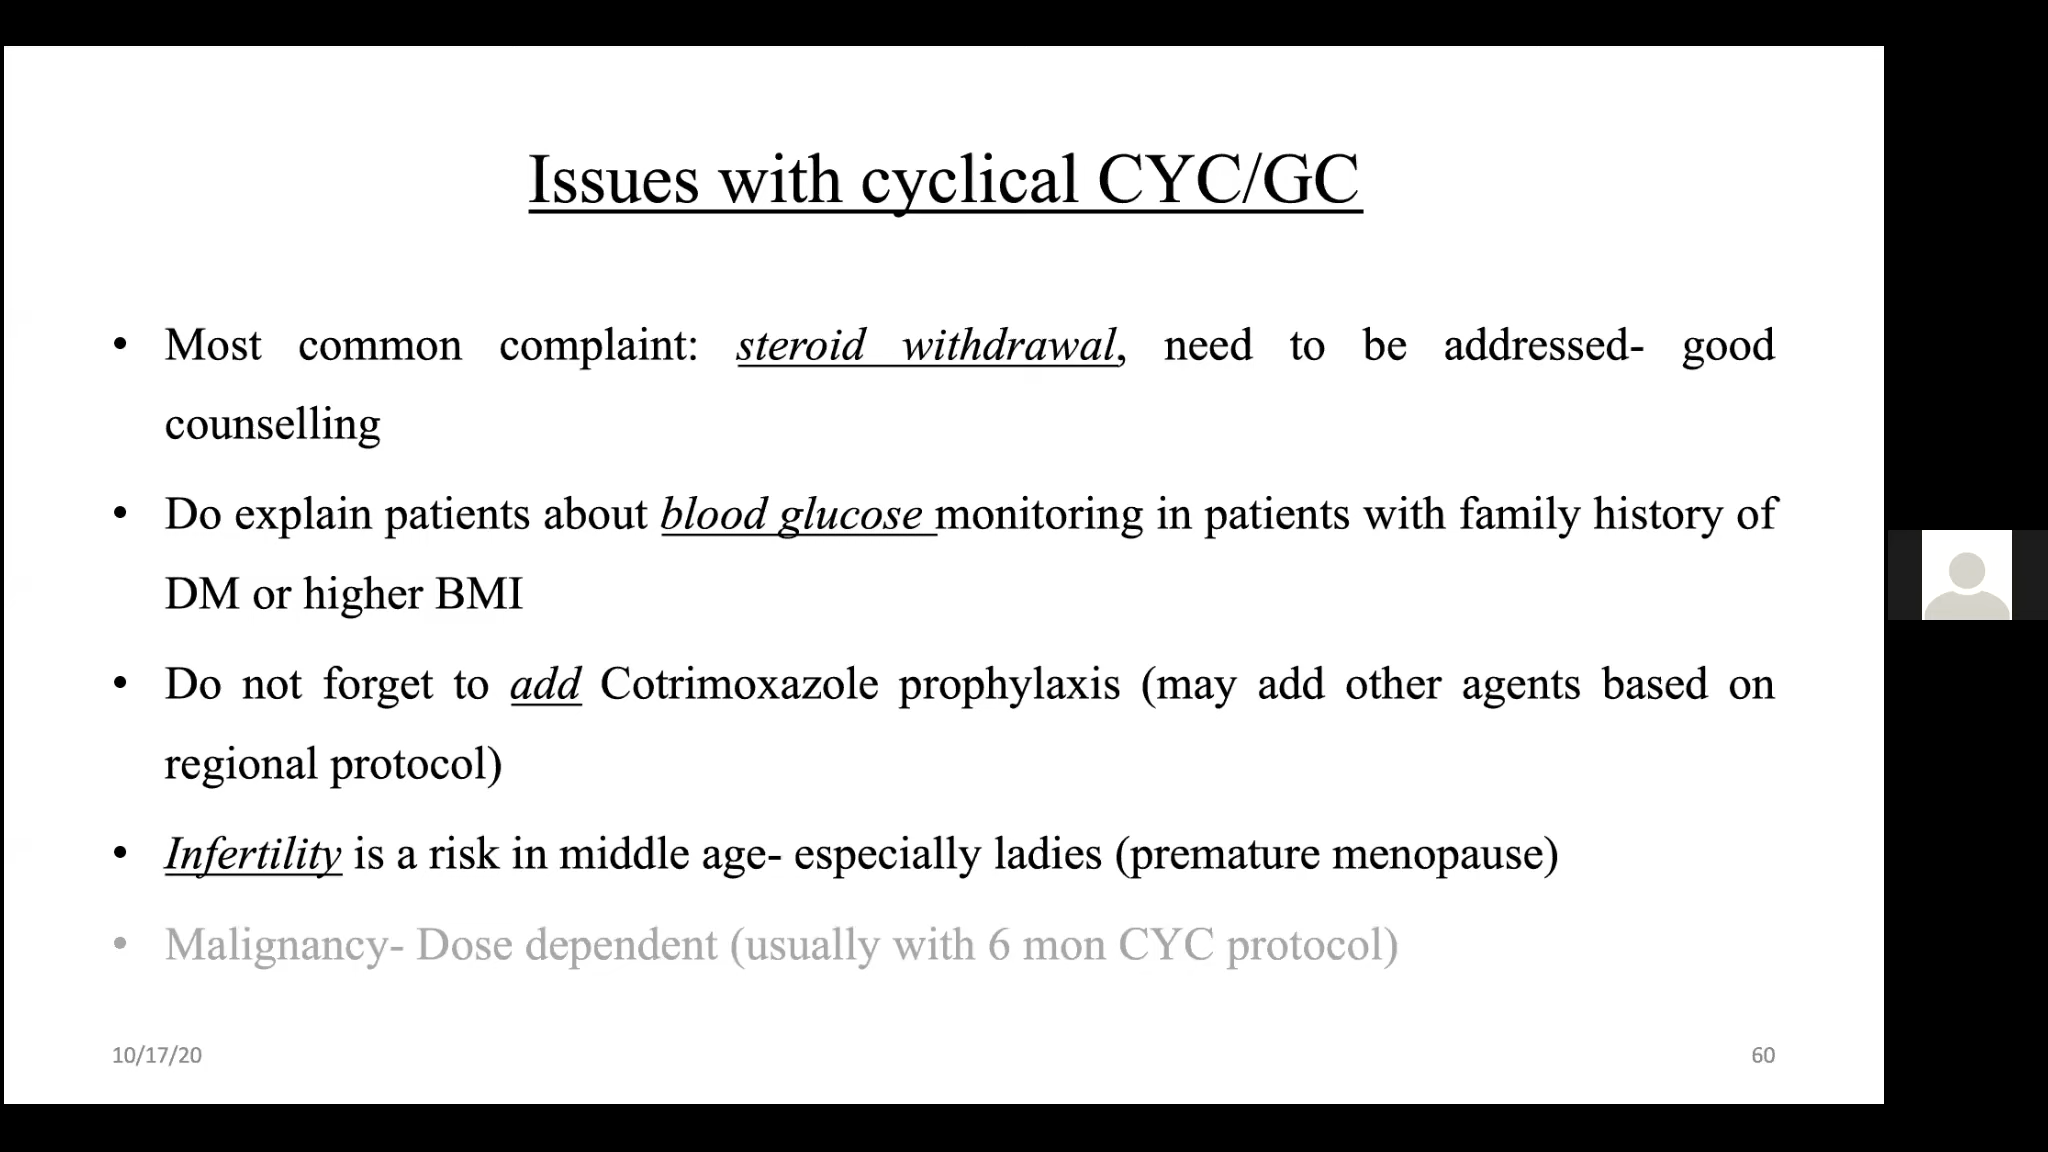 Issues with cyclical CYC/GC
• Most common complaint: steroid withdrawal, need to be addressed- good
counselling
• Do explain patients about blood glucose monitoring in patients with family history of
DM or higher BMI
• Do not forget to add Cotrimoxazole prophylaxis (may add other agents based on
regional protocol)
• Infertility is a risk in middle age- especially ladies (premature menopause)
• Malignancy- Dose dependent (usually with 6 mon CYC protocol)
10/17/20
60